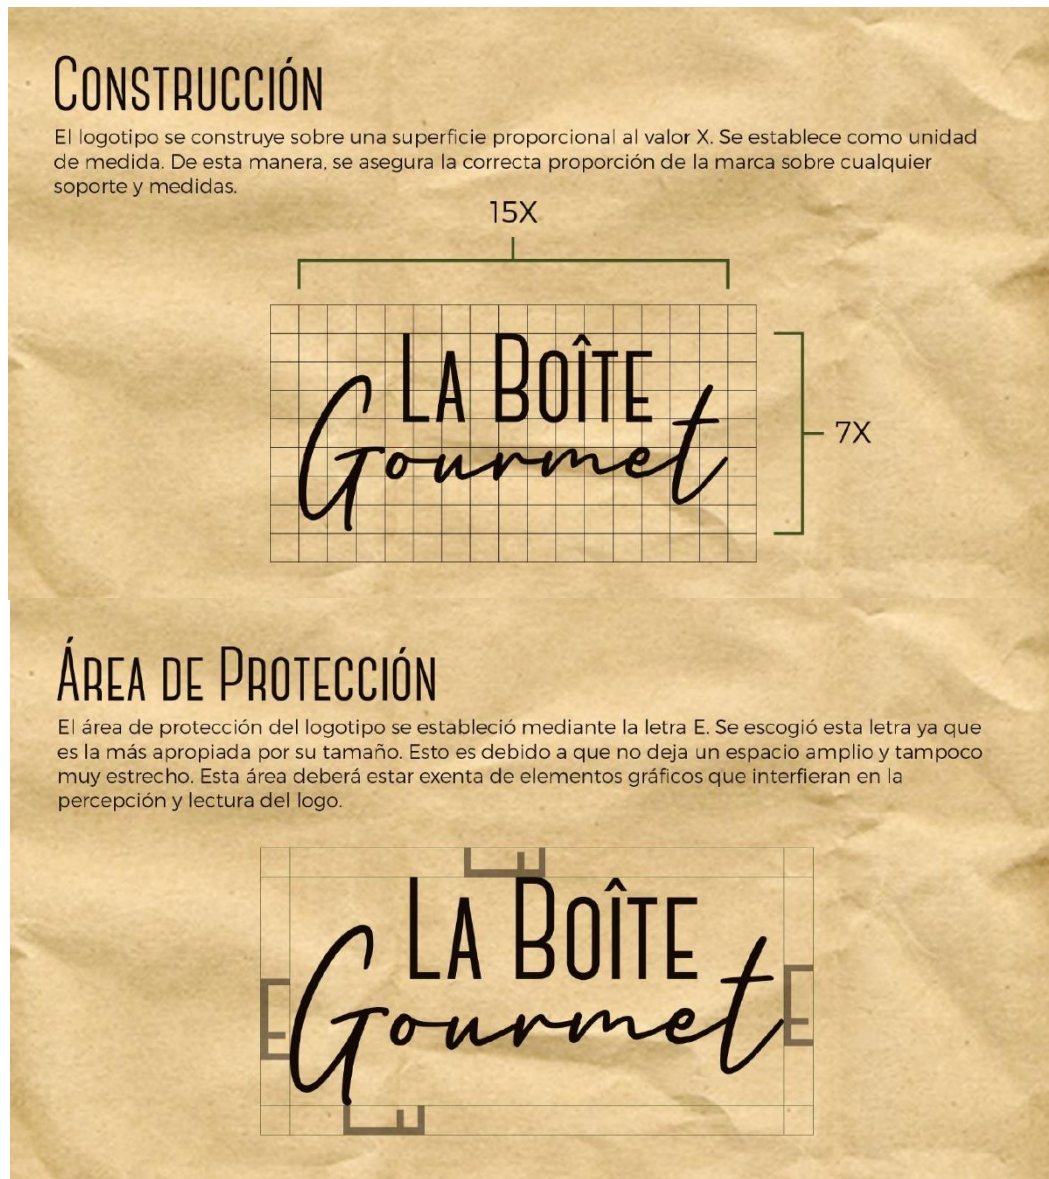 CONSTRUCCIÓN
El logotipo se construye sobre una superficie proporcional al valor X. Se establece como unidad
de medida. De esta manera, se asegura la correcta proporción de la marca sobre cualquier
soporte y medidas.
15X
LA BOÎTE
7X
Gourmet
ÁREA DE PROTECCIÓN
El área de protección del logotipo se estableció mediante la letra E. Se escogió esta letra ya que
es la más apropiada por su tamaño. Esto es debido a que no deja un espacio amplio y tampoco
muy estrecho. Esta área deberá estar exenta de elementos gráficos que interfieran en la
percepción y lectura del logo.
E
LA BOÎTE
E
E
Gourmet
E